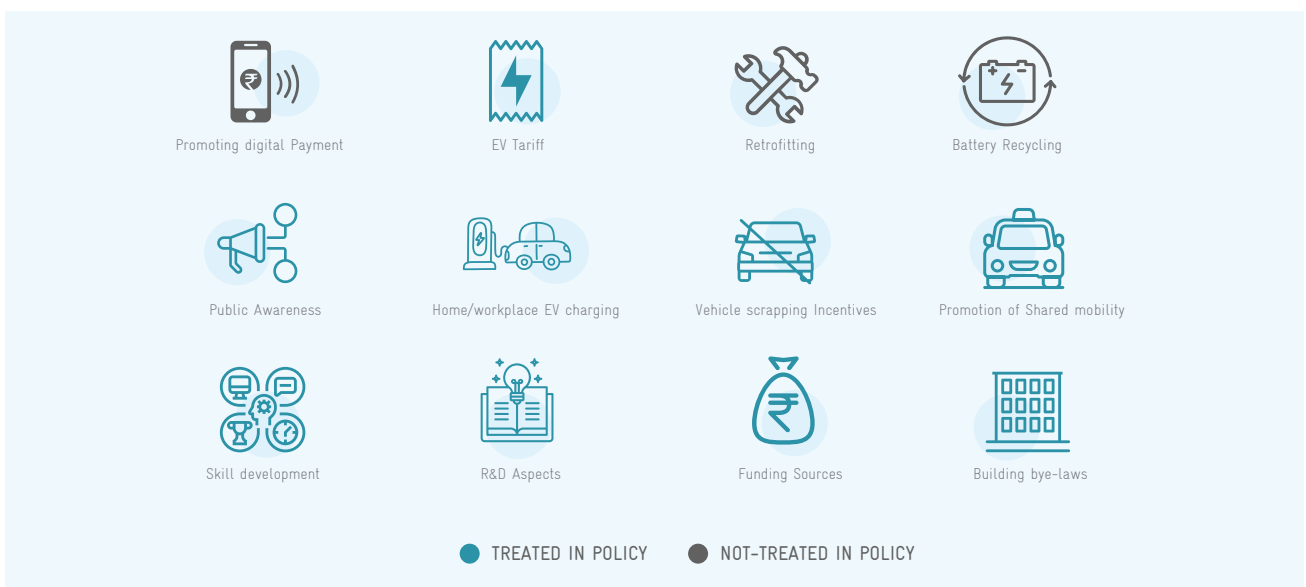 ₹
Promoting digital Payment
EV Tariff
Retrofitting
Battery Recycling
Public Awareness
Home/workplace EV charging
Vehicle scrapping Incentives
Promotion of Shared mobility
₹
Skill development
R&D Aspects
Funding Sources
Building bye-laws
TREATED IN POLICY
NOT-TREATED IN POLICY